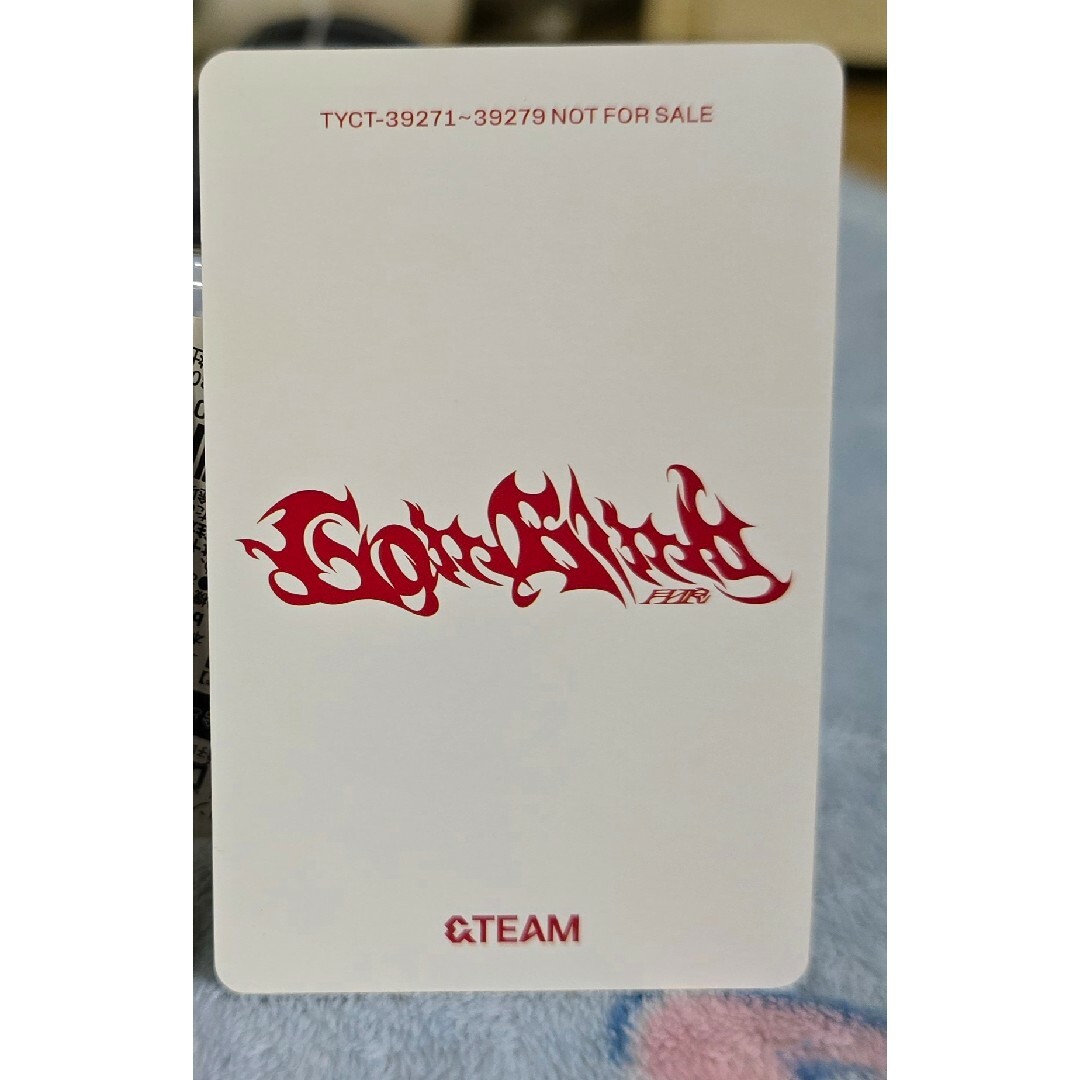 TYCT-39271~39279 NOT FOR SALE
Go in Blind
&TEAM